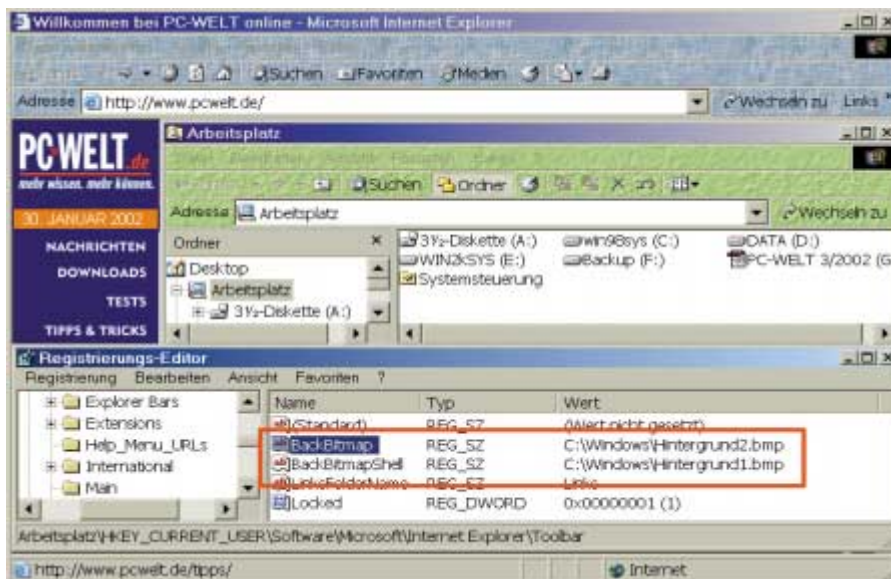 Willkommen bei PC-WELT online - Microsoft Internet Explorer
Suchen Favoriten Medien
Adresse http://www.pcwelt.de/ Wechseln zu Links
PCWELT.de
mehr wissen. mehr können.
30. JANUAR 2002
NACHRICHTEN
DOWNLOADS
TESTS
TIPPS & TRICKS
Arbeitsplatz
Suchen Ordner
Adresse Arbeitsplatz Wechseln zu
Ordner
Desktop
Arbeitsplatz
3½-Diskette (A:)
3½-Diskette (A:) win98sys (C:) DATA (D:)
WIN2kSYS (E:) Backup (F:) PC-WELT 3/2002 (G
Systemsteuerung
Registrierungs-Editor
Registrierung Bearbeiten Ansicht Favoriten ?
Explorer Bars
Extensions
Help_Menu_URLs
International
Main
Name Typ Wert
(Standard) REG_SZ (Wert nicht gesetzt)
BackBitmap REG_SZ C:\Windows\Hintergrund2.bmp
BackBitmapShell REG_SZ C:\Windows\Hintergrund1.bmp
LinksFolderName REG_SZ Links
Locked REG_DWORD 0x00000001 (1)
Arbeitsplatz\HKEY_CURRENT_USER\Software\Microsoft\Internet Explorer\Toolbar
http://www.pcwelt.de/tipps/ Internet